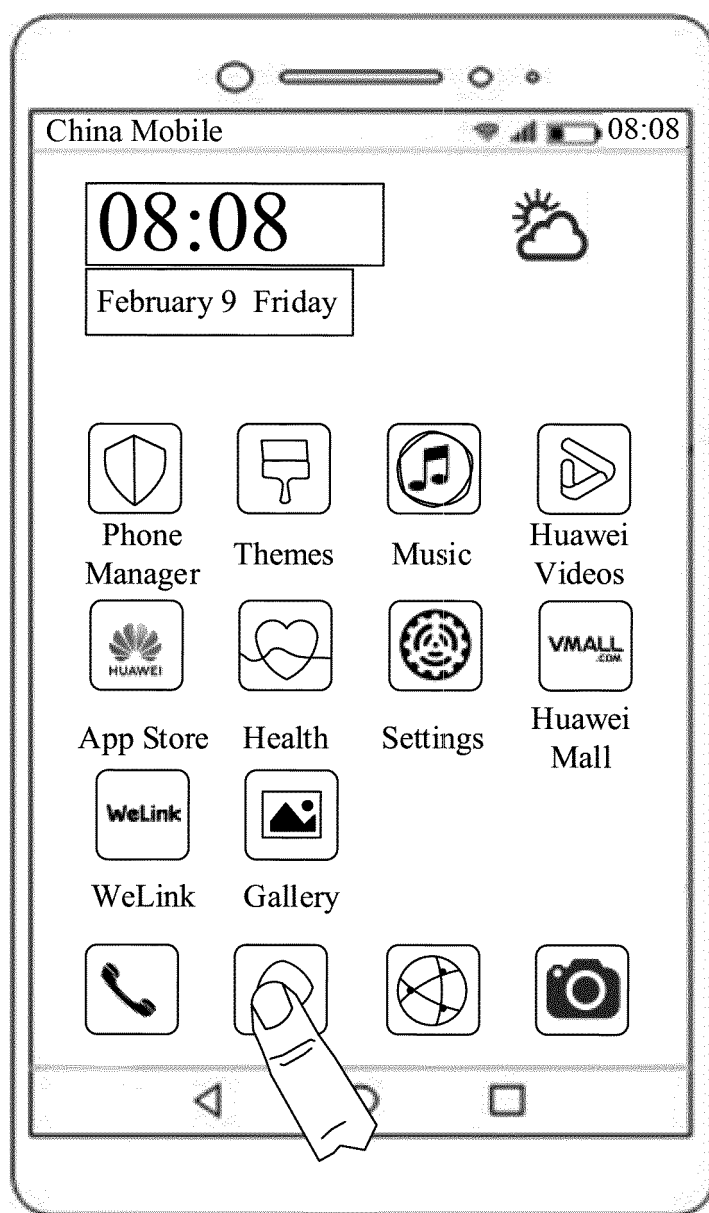 China Mobile 08:08
08:08
February 9 Friday
Phone Manager
Themes
Music
Huawei Videos
HUAWEI
VMALL
.COM
App Store
Health
Settings
Huawei Mall
WeLink
WeLink
Gallery